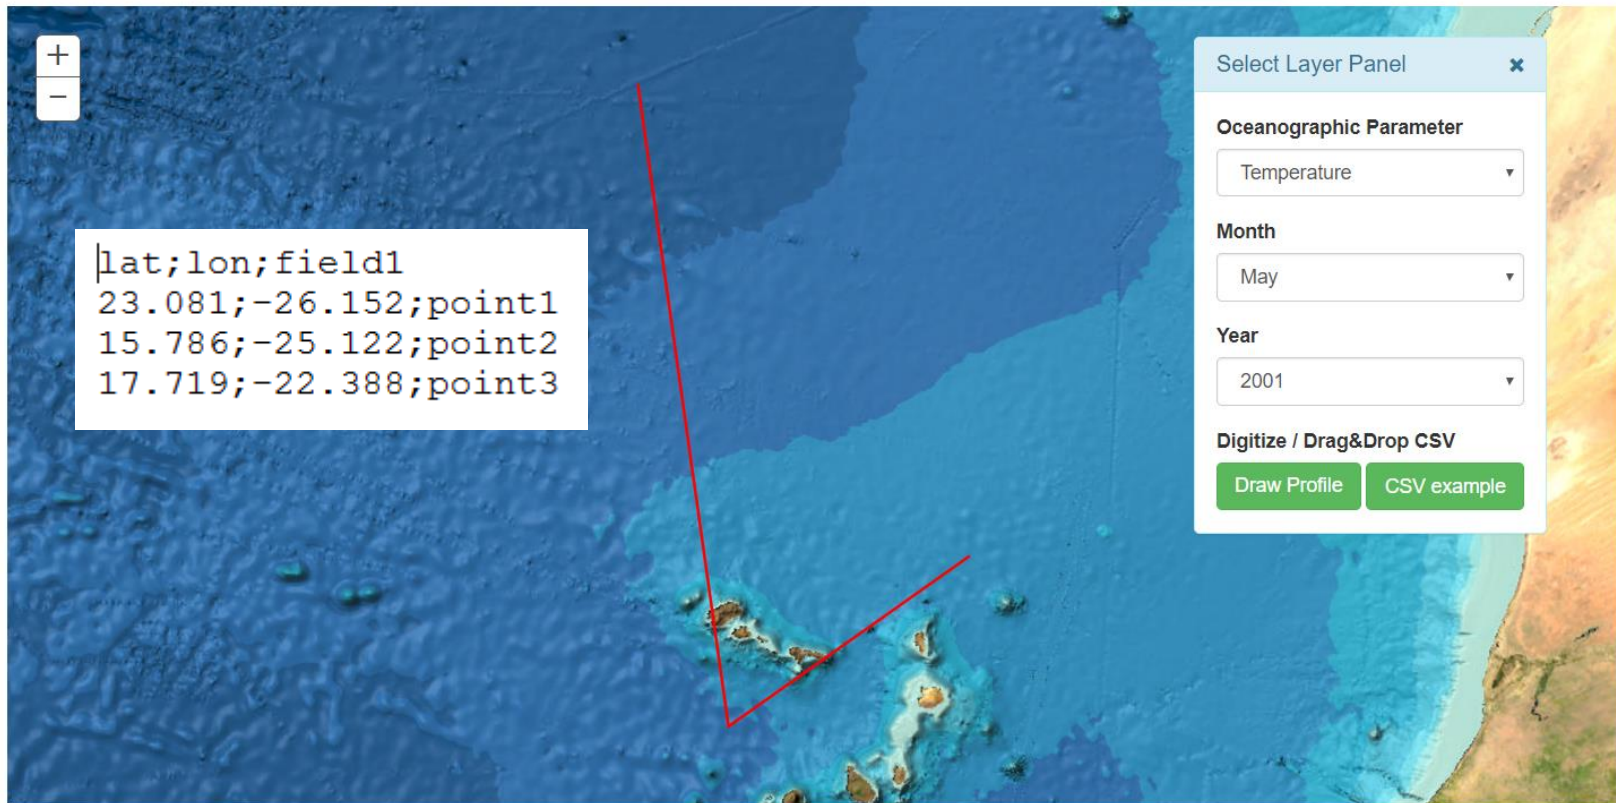 +
−
lat;lon;field1
23.081;-26.152;point1
15.786;-25.122;point2
17.719;-22.388;point3
Select Layer Panel ×
Oceanographic Parameter
Temperature
Month
May
Year
2001
Digitize / Drag&Drop CSV
Draw Profile CSV example